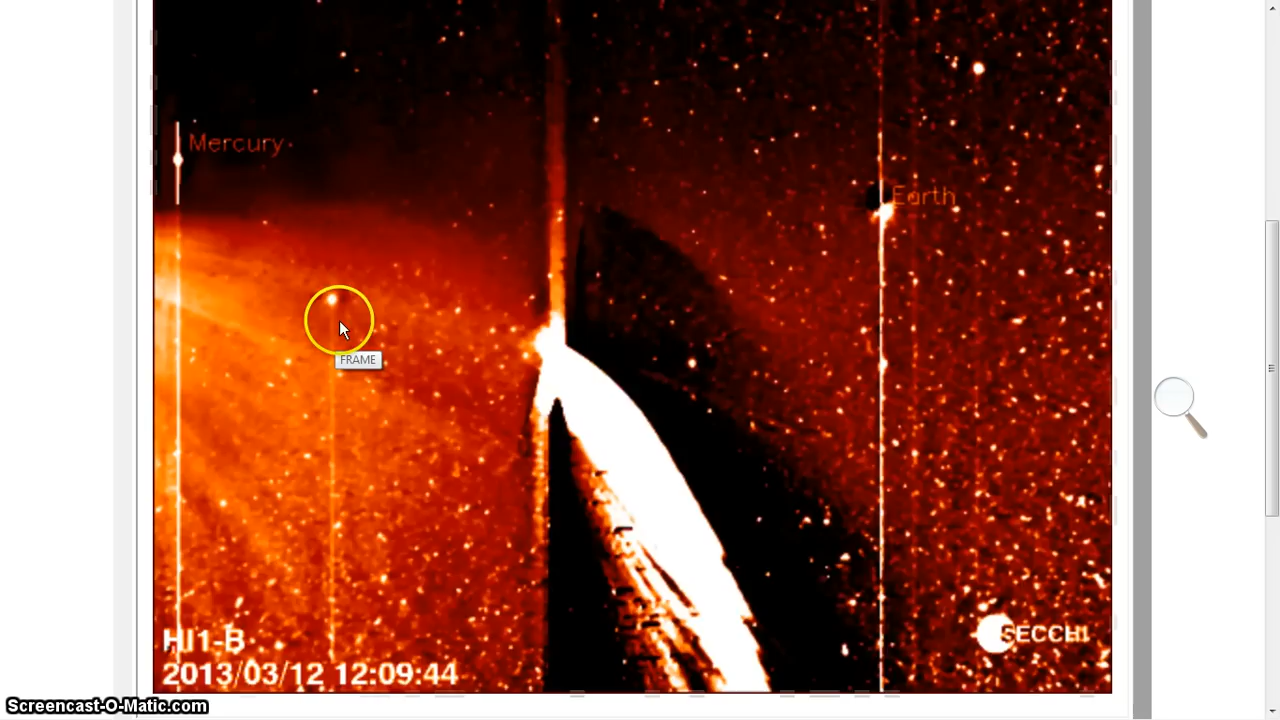 Mercury
Earth
FRAME
HI1-B
SECCHI
2013/03/12 12:09:44
Screencast-O-Matic.com